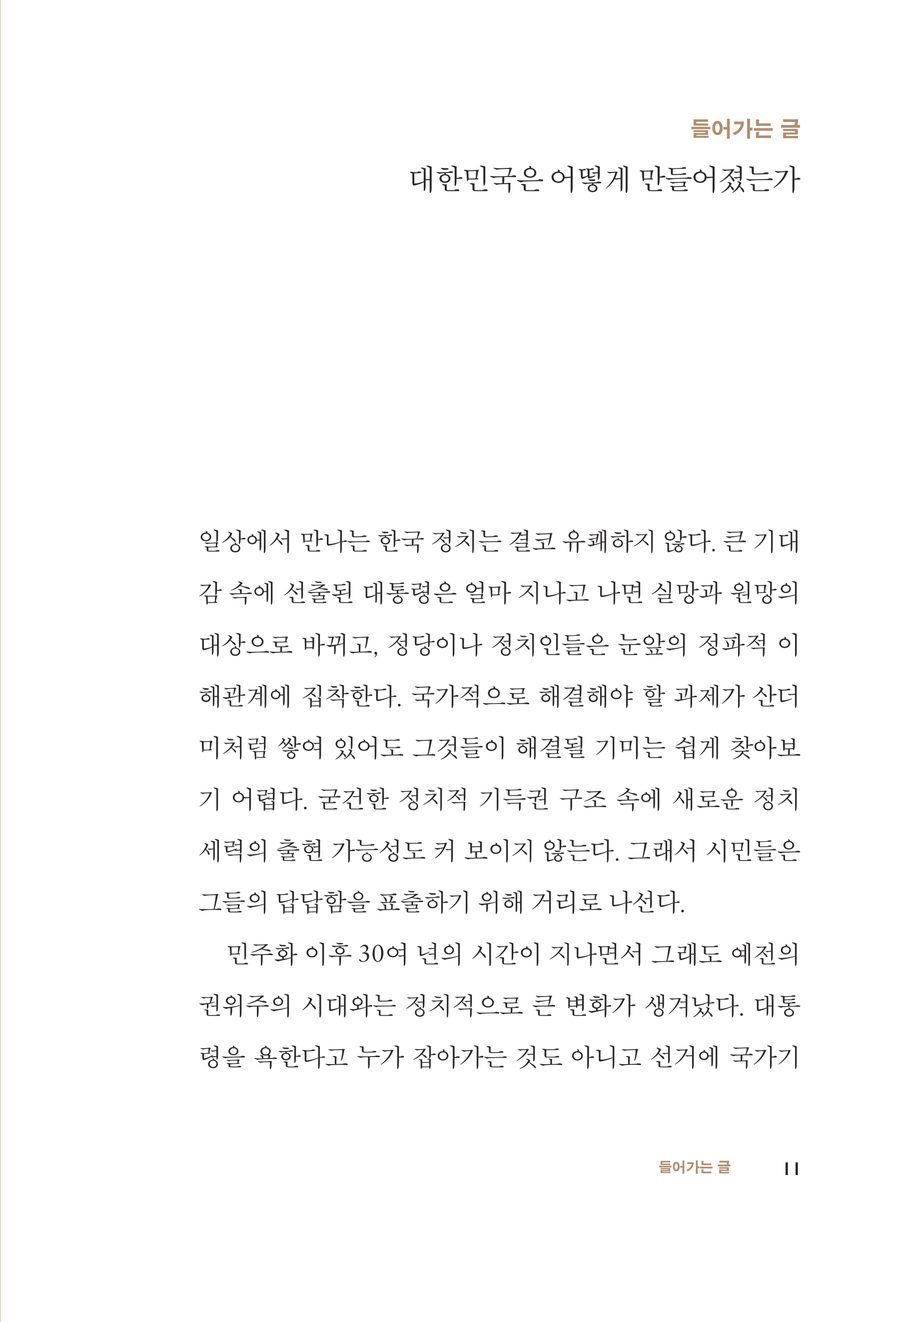 들어가는 글
대한민국은 어떻게 만들어졌는가
일상에서 만나는 한국 정치는 결코 유쾌하지 않다. 큰 기대
감 속에 선출된 대통령은 얼마 지나고 나면 실망과 원망의
대상으로 바뀌고, 정당이나 정치인들은 눈앞의 정파적 이
해관계에 집착한다. 국가적으로 해결해야 할 과제가 산더
미처럼 쌓여 있어도 그것들이 해결될 기미는 쉽게 찾아보
기 어렵다. 굳건한 정치적 기득권 구조 속에 새로운 정치
세력의 출현 가능성도 커 보이지 않는다. 그래서 시민들은
그들의 답답함을 표출하기 위해 거리로 나선다.
민주화 이후 30여 년의 시간이 지나면서 그래도 예전의
권위주의 시대와는 정치적으로 큰 변화가 생겨났다. 대통
령을 욕한다고 누가 잡아가는 것도 아니고 선거에 국가기
들어가는 글 11